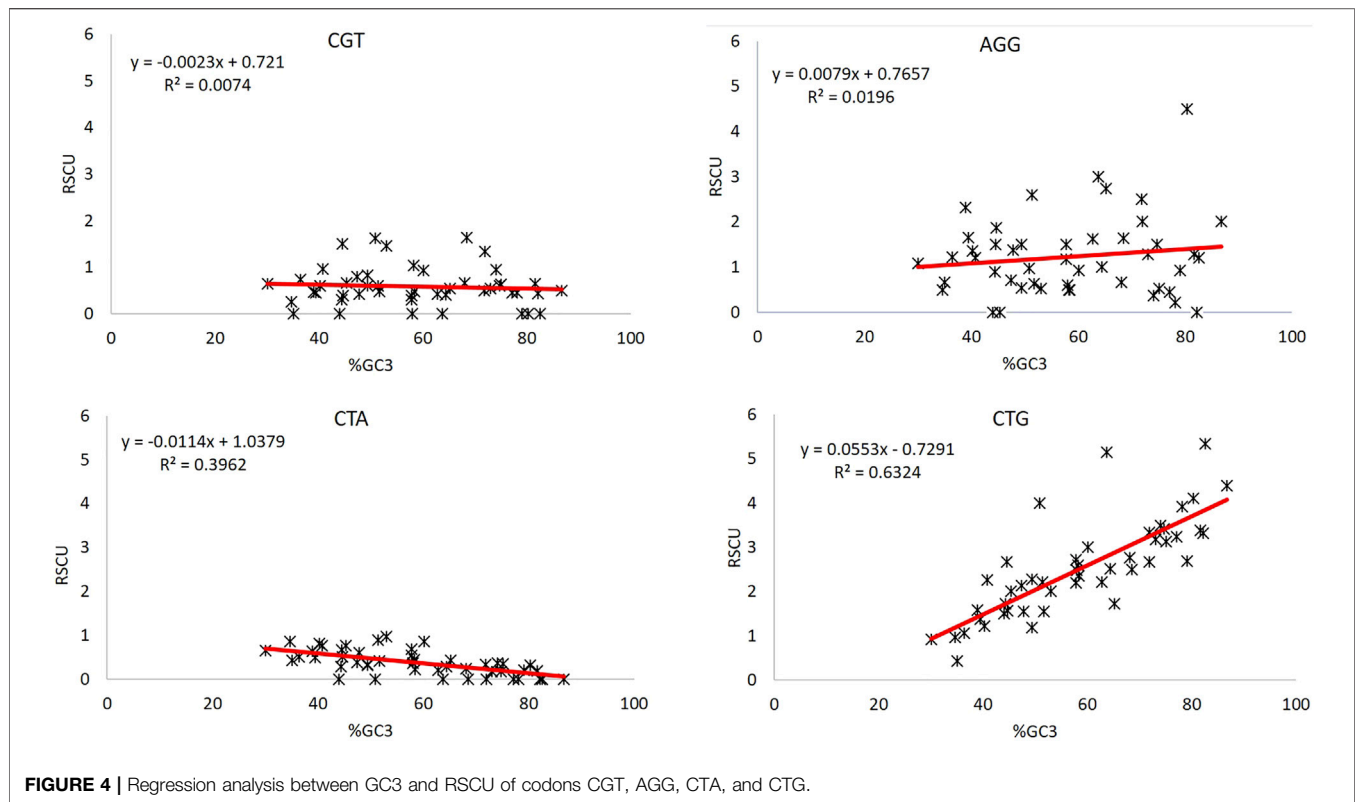 CGT
y = -0.0023x + 0.721
R² = 0.0074
RSCU
6
5
4
3
2
1
0
0 20 40 60 80 100
%GC3
AGG
y = 0.0079x + 0.7657
R² = 0.0196
RSCU
6
5
4
3
2
1
0
0 20 40 60 80 100
%GC3
CTA
y = -0.0114x + 1.0379
R² = 0.3962
RSCU
6
5
4
3
2
1
0
0 20 40 60 80 100
%GC3
CTG
y = 0.0553x - 0.7291
R² = 0.6324
RSCU
6
5
4
3
2
1
0
0 20 40 60 80 100
%GC3
FIGURE 4 | Regression analysis between GC3 and RSCU of codons CGT, AGG, CTA, and CTG.